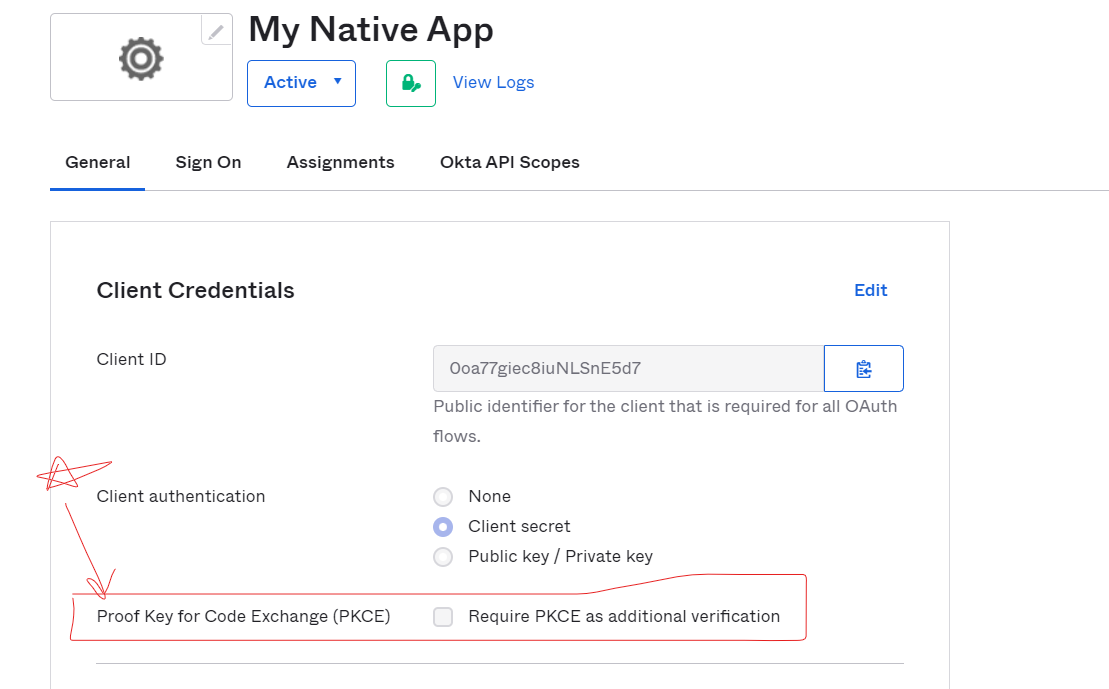 My Native App
Active
View Logs
General Sign On Assignments Okta API Scopes
Client Credentials
Edit
Client ID
0oa77giec8iuNLSnE5d7
Public identifier for the client that is required for all OAuth
flows.
Client authentication
None
Client secret
Public key / Private key
Proof Key for Code Exchange (PKCE)
Require PKCE as additional verification